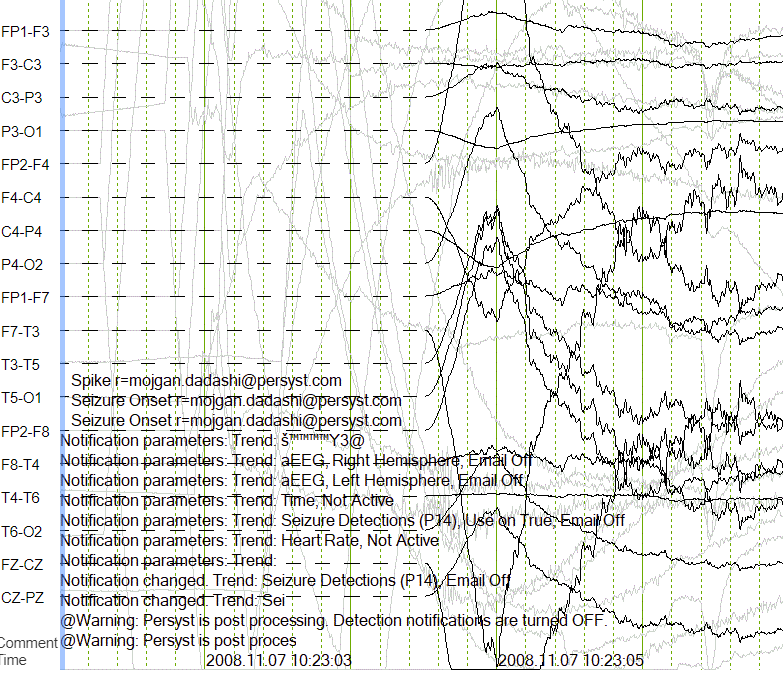 FP1-F3
F3-C3
C3-P3
P3-O1
FP2-F4
F4-C4
C4-P4
P4-O2
FP1-F7
F7-T3
T3-T5
Spike r=mojgan.dadashi@persyst.com
T5-O1
Seizure Onset r=mojgan.dadashi@persyst.com
Seizure Onset r=mojgan.dadashi@persyst.com
FP2-F8
Notification parameters: Trend: š™™™™Y3@
F8-T4
Notification parameters: Trend: aEEG, Right Hemisphere, Email Off
Notification parameters: Trend: aEEG, Left Hemisphere, Email Off
T4-T6
Notification parameters: Trend: Time, Not Active
Notification parameters: Trend: Seizure Detections (P14), Use on True; Email Off
T6-O2
Notification parameters: Trend: Heart Rate, Not Active
FZ-CZ
Notification parameters: Trend:
Notification changed. Trend: Seizure Detections (P14), Email Off
CZ-PZ
Notification changed. Trend: Sei
@Warning: Persyst is post processing. Detection notifications are turned OFF.
Comment
@Warning: Persyst is post proces
Time
2008.11.07 10:23:03
2008.11.07 10:23:05